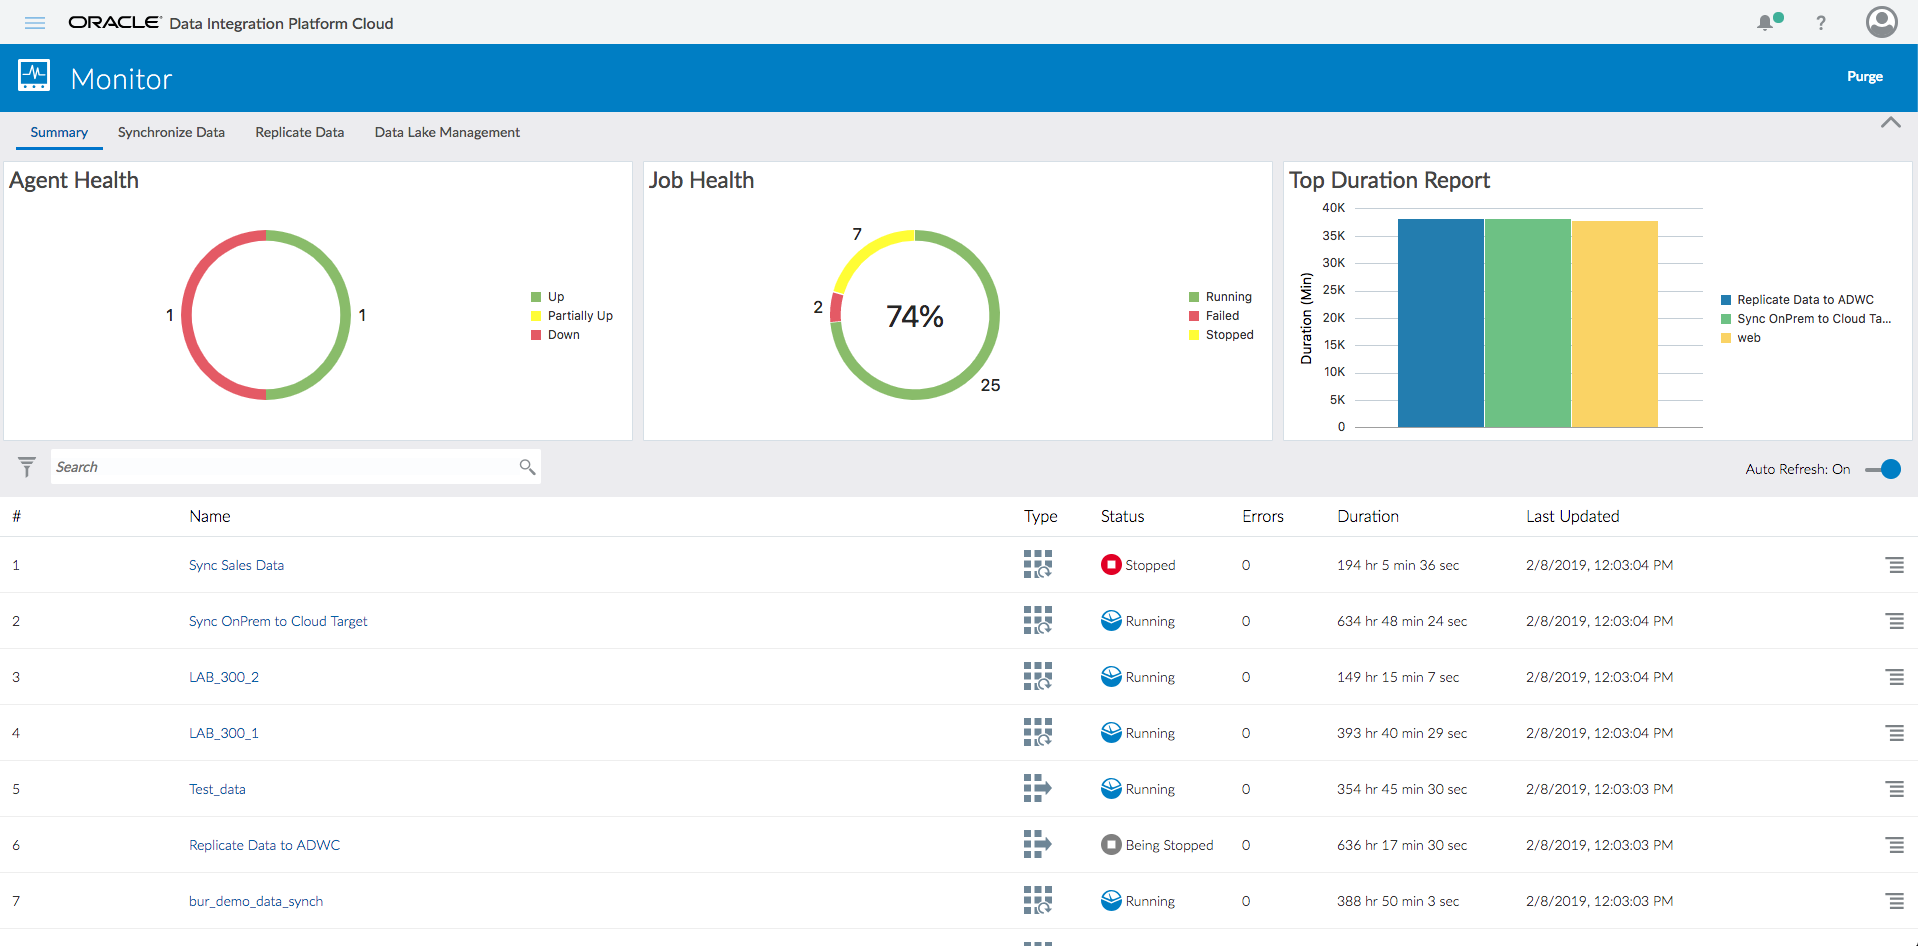 ORACLE Data Integration Platform Cloud
?
Monitor
Purge
Summary Synchronize Data Replicate Data Data Lake Management
Agent Health
1
1
Up
Partially Up
Down
Job Health
7
2
74%
25
Running
Failed
Stopped
Top Duration Report
Duration (Min)
40K
35K
30K
25K
20K
15K
10K
5K
0
Replicate Data to ADWC
Sync OnPrem to Cloud Ta...
web
Search
Auto Refresh: On
# Name Type Status Errors Duration Last Updated
1 Sync Sales Data Stopped 0 194 hr 5 min 36 sec 2/8/2019, 12:03:04 PM
2 Sync OnPrem to Cloud Target Running 0 634 hr 48 min 24 sec 2/8/2019, 12:03:04 PM
3 LAB_300_2 Running 0 149 hr 15 min 7 sec 2/8/2019, 12:03:04 PM
4 LAB_300_1 Running 0 393 hr 40 min 29 sec 2/8/2019, 12:03:04 PM
5 Test_data Running 0 354 hr 45 min 30 sec 2/8/2019, 12:03:03 PM
6 Replicate Data to ADWC Being Stopped 0 636 hr 17 min 30 sec 2/8/2019, 12:03:03 PM
7 bur_demo_data_synch Running 0 388 hr 50 min 3 sec 2/8/2019, 12:03:03 PM